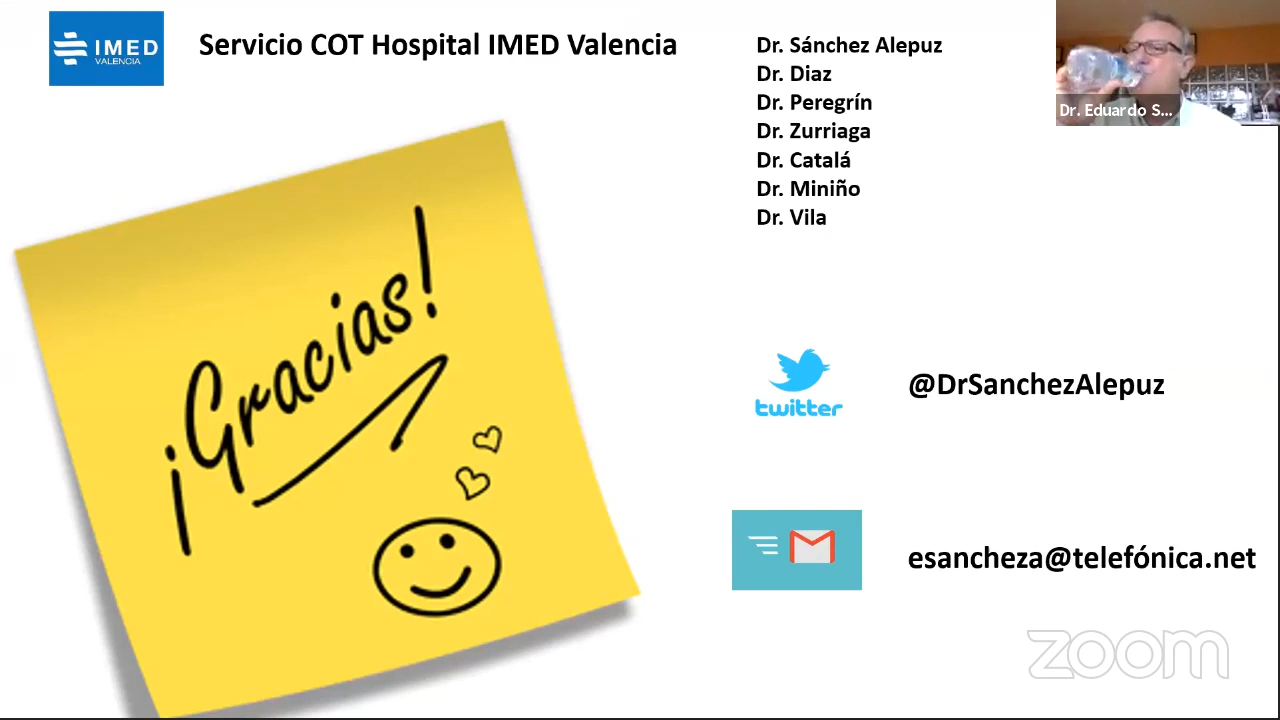 IMED
VALENCIA
Servicio COT Hospital IMED Valencia
Dr. Sánchez Alepuz
Dr. Diaz
Dr. Peregrín
Dr. Zurriaga
Dr. Catalá
Dr. Miniño
Dr. Vila
Dr. Eduardo S...
¡Gracias!
twitter
@DrSanchezAlepuz
esancheza@telefónica.net
zoom